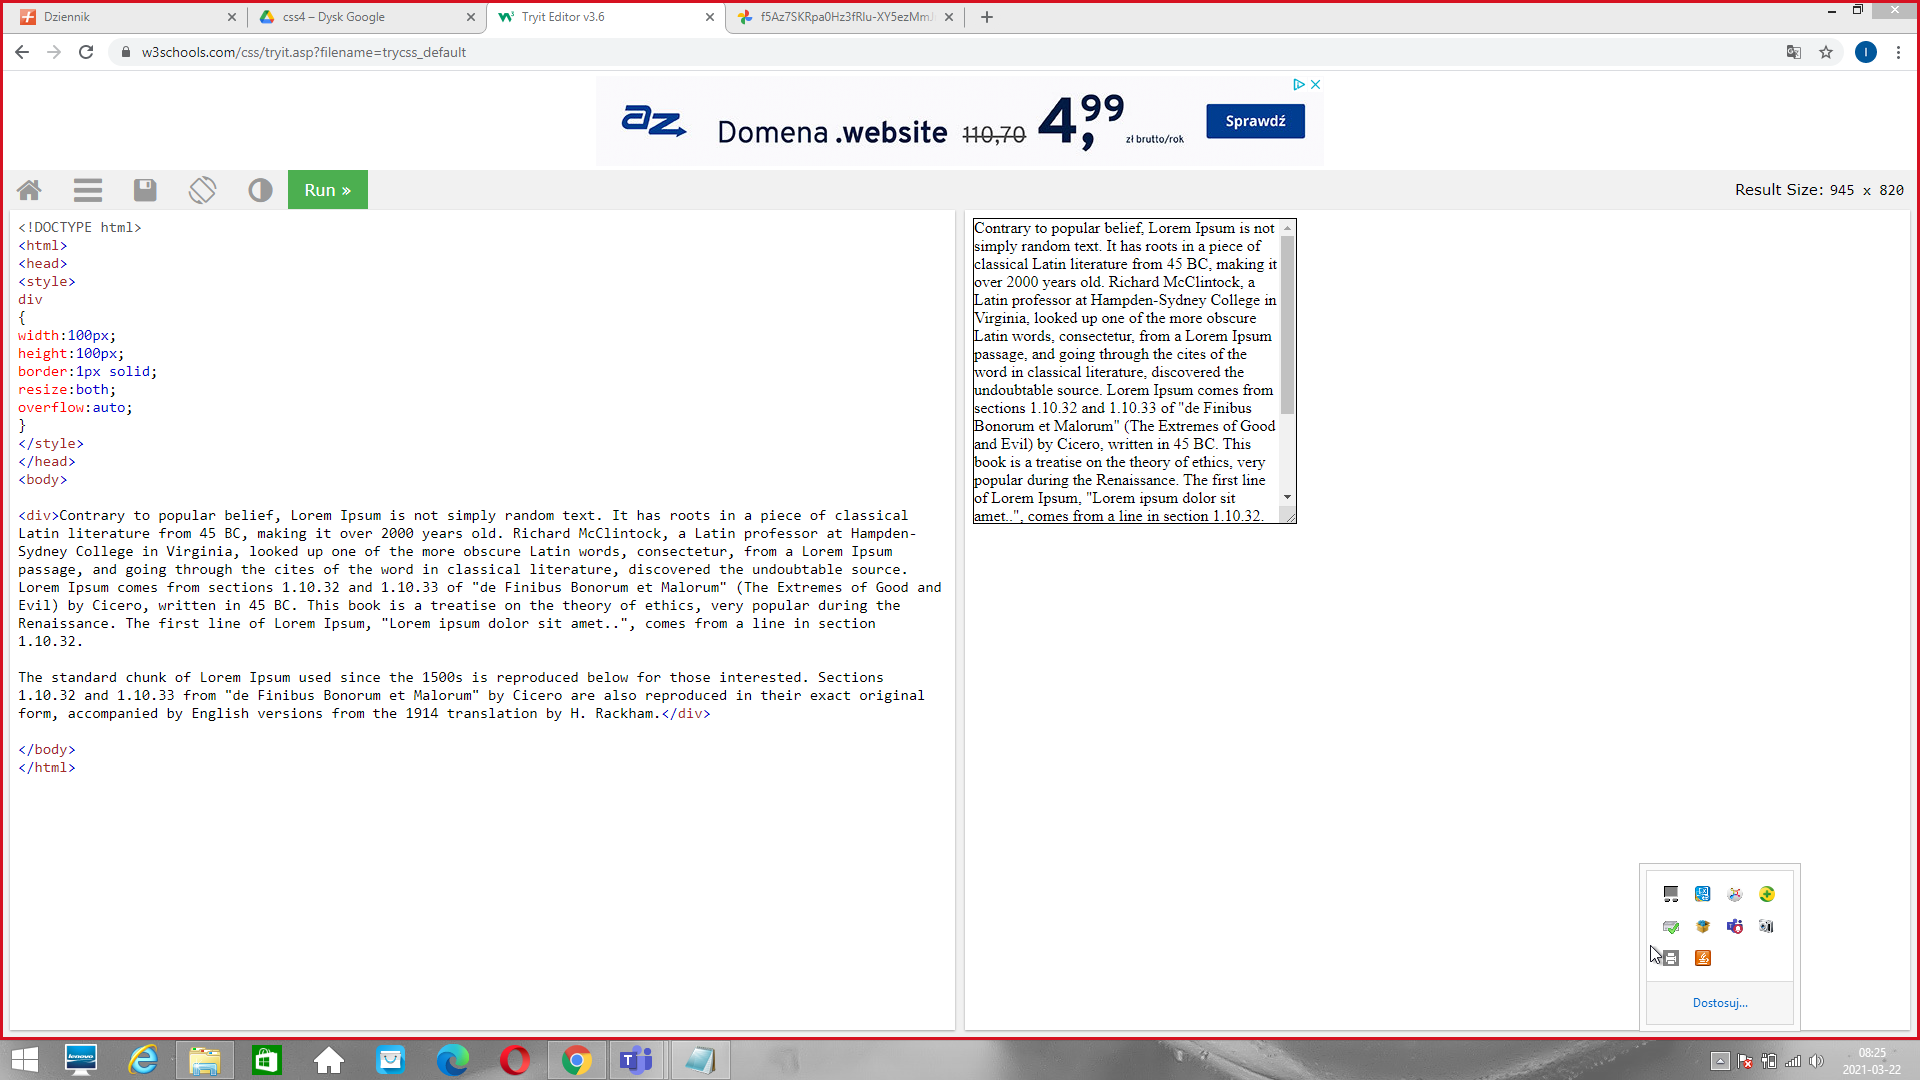 Dziennik
css4 – Dysk Google
Tryit Editor v3.6
w3schools.com/css/tryit.asp?filename=trycss_default
az
Domena .website 110,70 4,99 zł brutto/rok
Sprawdź
Run »
Result Size: 945 x 820
<!DOCTYPE html>
<html>
<head>
<style>
div
{
width:100px;
height:100px;
border:1px solid;
resize:both;
overflow:auto;
}
</style>
</head>
<body>
<div>Contrary to popular belief, Lorem Ipsum is not simply random text. It has roots in a piece of classical
Latin literature from 45 BC, making it over 2000 years old. Richard McClintock, a Latin professor at Hampden-
Sydney College in Virginia, looked up one of the more obscure Latin words, consectetur, from a Lorem Ipsum
passage, and going through the cites of the word in classical literature, discovered the undoubtable source.
Lorem Ipsum comes from sections 1.10.32 and 1.10.33 of "de Finibus Bonorum et Malorum" (The Extremes of Good and
Evil) by Cicero, written in 45 BC. This book is a treatise on the theory of ethics, very popular during the
Renaissance. The first line of Lorem Ipsum, "Lorem ipsum dolor sit amet..", comes from a line in section
1.10.32.
The standard chunk of Lorem Ipsum used since the 1500s is reproduced below for those interested. Sections
1.10.32 and 1.10.33 from "de Finibus Bonorum et Malorum" by Cicero are also reproduced in their exact original
form, accompanied by English versions from the 1914 translation by H. Rackham.</div>
</body>
</html>
Contrary to popular belief, Lorem Ipsum is not
simply random text. It has roots in a piece of
classical Latin literature from 45 BC, making it
over 2000 years old. Richard McClintock, a
Latin professor at Hampden-Sydney College in
Virginia, looked up one of the more obscure
Latin words, consectetur, from a Lorem Ipsum
passage, and going through the cites of the
word in classical literature, discovered the
undoubtable source. Lorem Ipsum comes from
sections 1.10.32 and 1.10.33 of "de Finibus
Bonorum et Malorum" (The Extremes of Good
and Evil) by Cicero, written in 45 BC. This
book is a treatise on the theory of ethics, very
popular during the Renaissance. The first line
of Lorem Ipsum, "Lorem ipsum dolor sit
amet..", comes from a line in section 1.10.32.
Dostosuj...
lenovo
08:25
2021-03-22